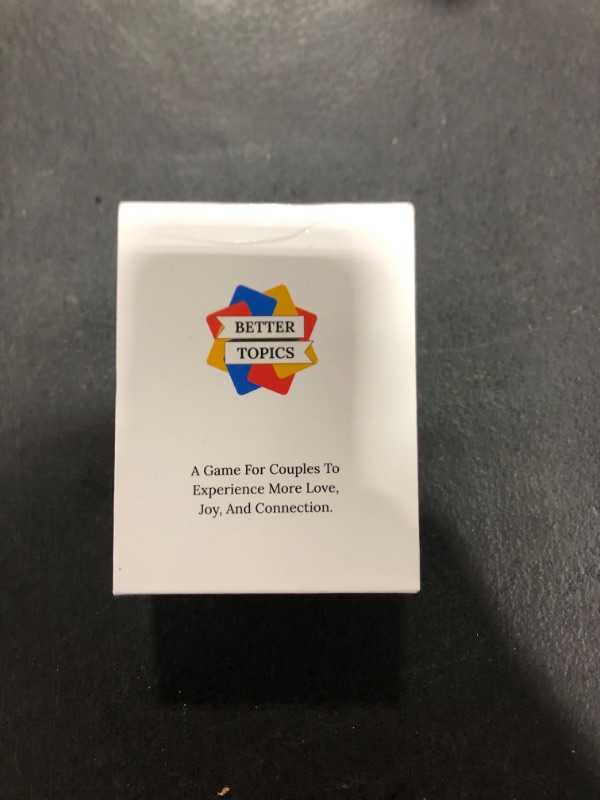 BETTER
TOPICS
A Game For Couples To
Experience More Love,
Joy, And Connection.